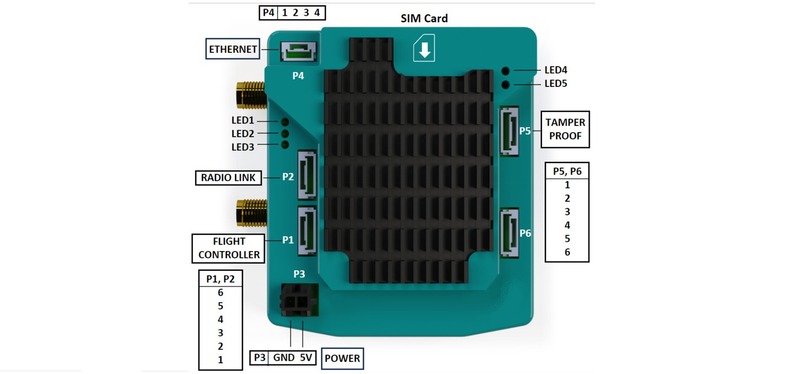 P4 1 2 3 4
SIM Card
ETHERNET
P4
LED4
LED5
LED1
LED2
LED3
P5
TAMPER
PROOF
RADIO LINK
P2
P5, P6
1
2
3
4
5
6
P1
P6
FLIGHT
CONTROLLER
P3
P1, P2
6
5
4
3
2
1
P3 GND 5V
POWER